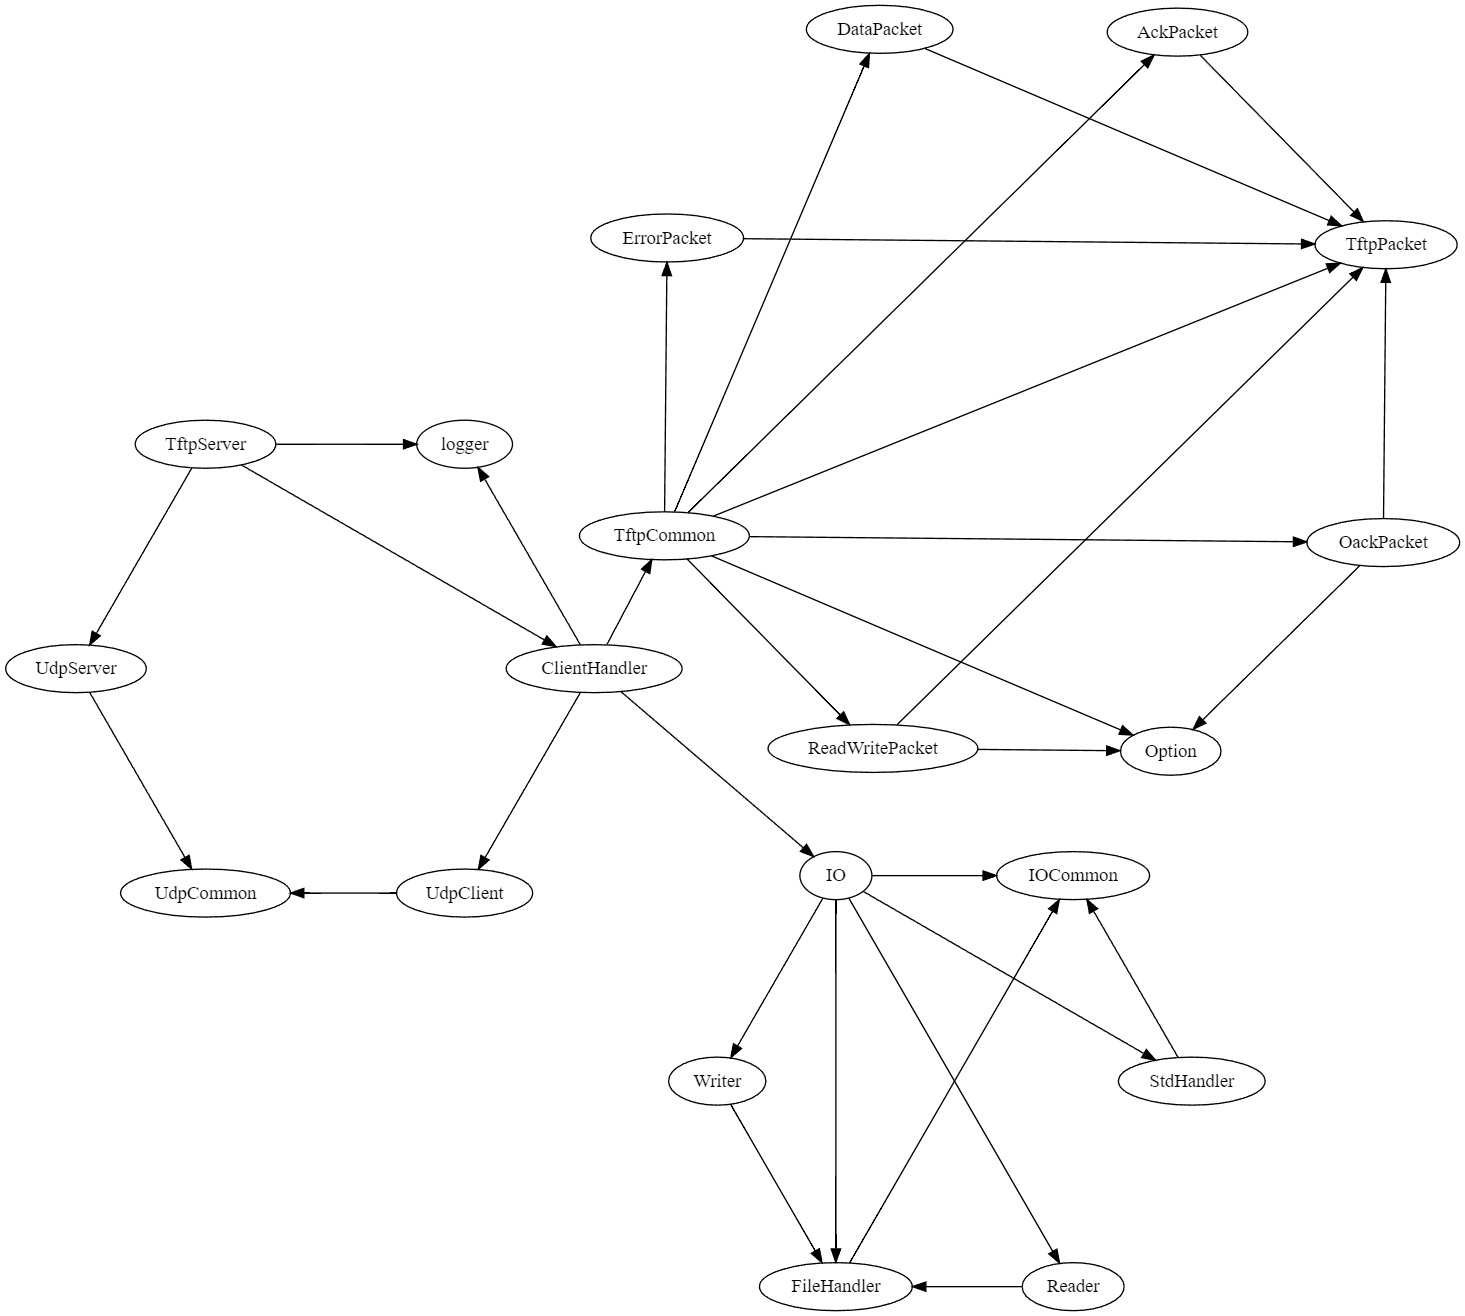 DataPacket
AckPacket
ErrorPacket
TftpPacket
TftpServer
logger
TftpCommon
OackPacket
UdpServer
ClientHandler
ReadWritePacket
Option
UdpCommon
UdpClient
IO
IOCommon
Writer
StdHandler
FileHandler
Reader